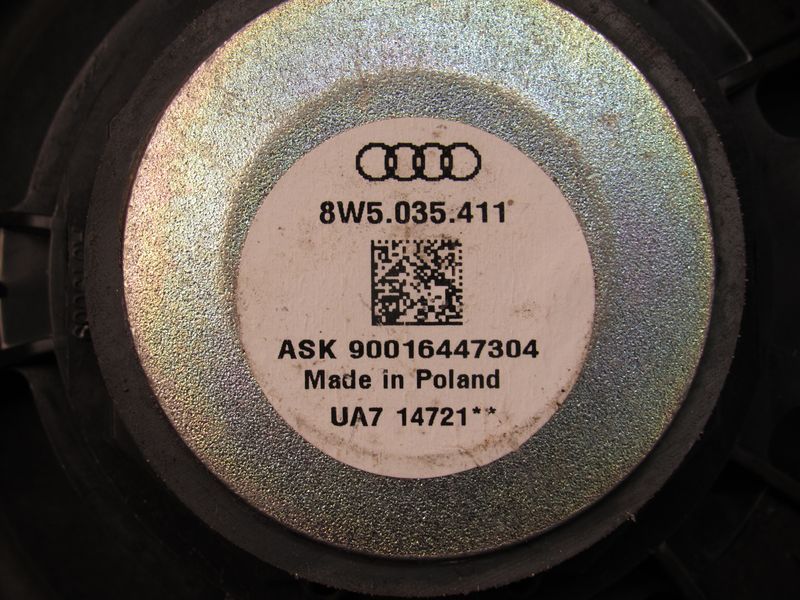 8W5.035.411
ASK 90016447304
Made in Poland
UA7 14721**